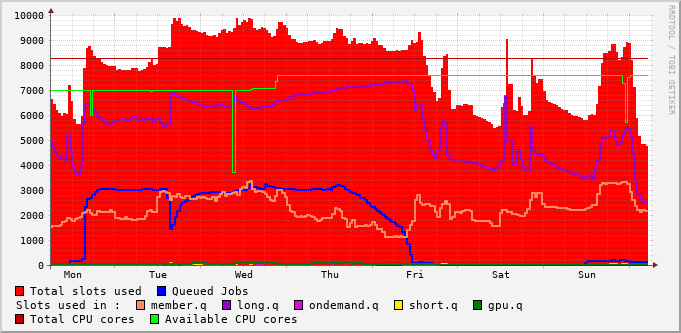 10000
9000
8000
7000
6000
5000
4000
3000
2000
1000
0
Mon Tue Wed Thu Fri Sat Sun
RRDTOOL / TOBI OETIKER
Total slots used Queued Jobs
Slots used in : member.q long.q ondemand.q short.q gpu.q
Total CPU cores Available CPU cores